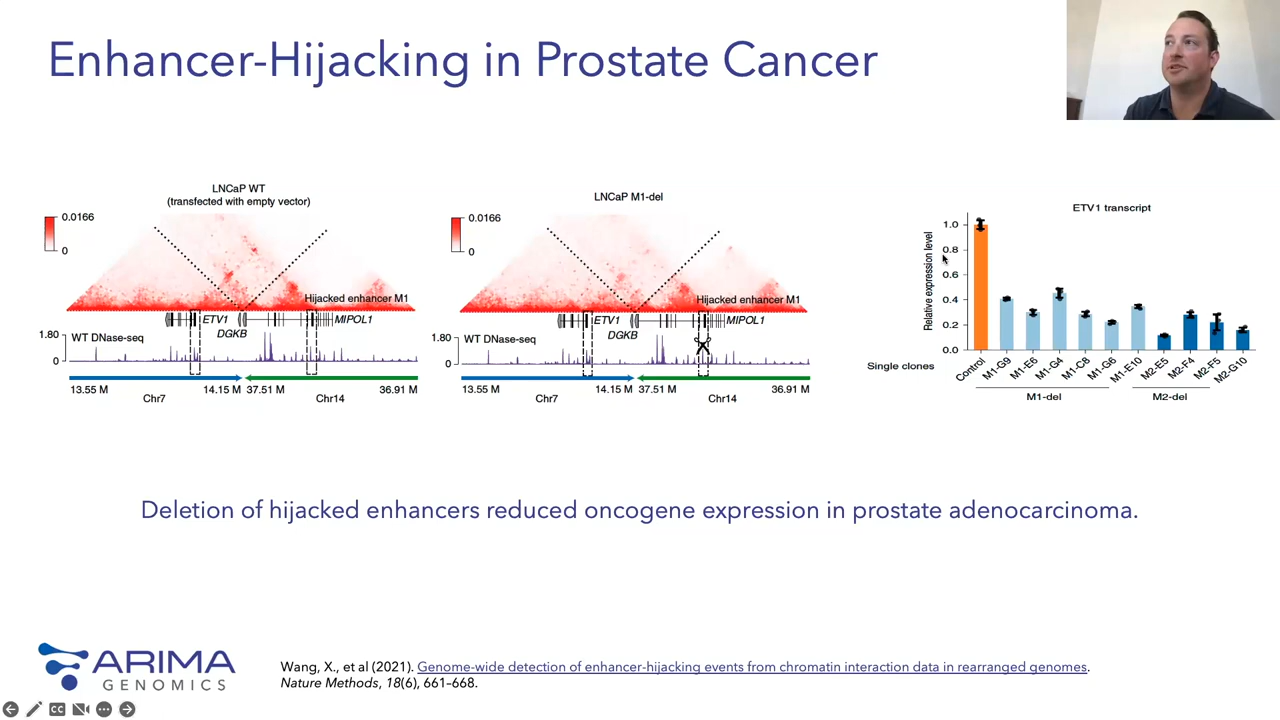 Enhancer-Hijacking in Prostate Cancer
LNCaP WT
(transfected with empty vector)
0.0166
0
Hijacked enhancer M1
ETV1
DGKB
MIPOL1
1.80
0
WT DNase-seq
13.55 M
14.15 M
37.51 M
36.91 M
Chr7
Chr14
LNCaP M1-del
0.0166
0
Hijacked enhancer M1
ETV1
DGKB
MIPOL1
1.80
0
WT DNase-seq
13.55 M
14.15 M
37.51 M
36.91 M
Chr7
Chr14
ETV1 transcript
Relative expression level
1.0
0.8
0.6
0.4
0.2
0.0
Single clones
Control
M1-G9
M1-E6
M1-G4
M1-C8
M1-G6
M1-E10
M2-E5
M2-F4
M2-F5
M2-G10
M1-del
M2-del
Deletion of hijacked enhancers reduced oncogene expression in prostate adenocarcinoma.
ARIMA
GENOMICS
Wang, X., et al (2021). Genome-wide detection of enhancer-hijacking events from chromatin interaction data in rearranged genomes.
Nature Methods, 18(6), 661–668.
CC